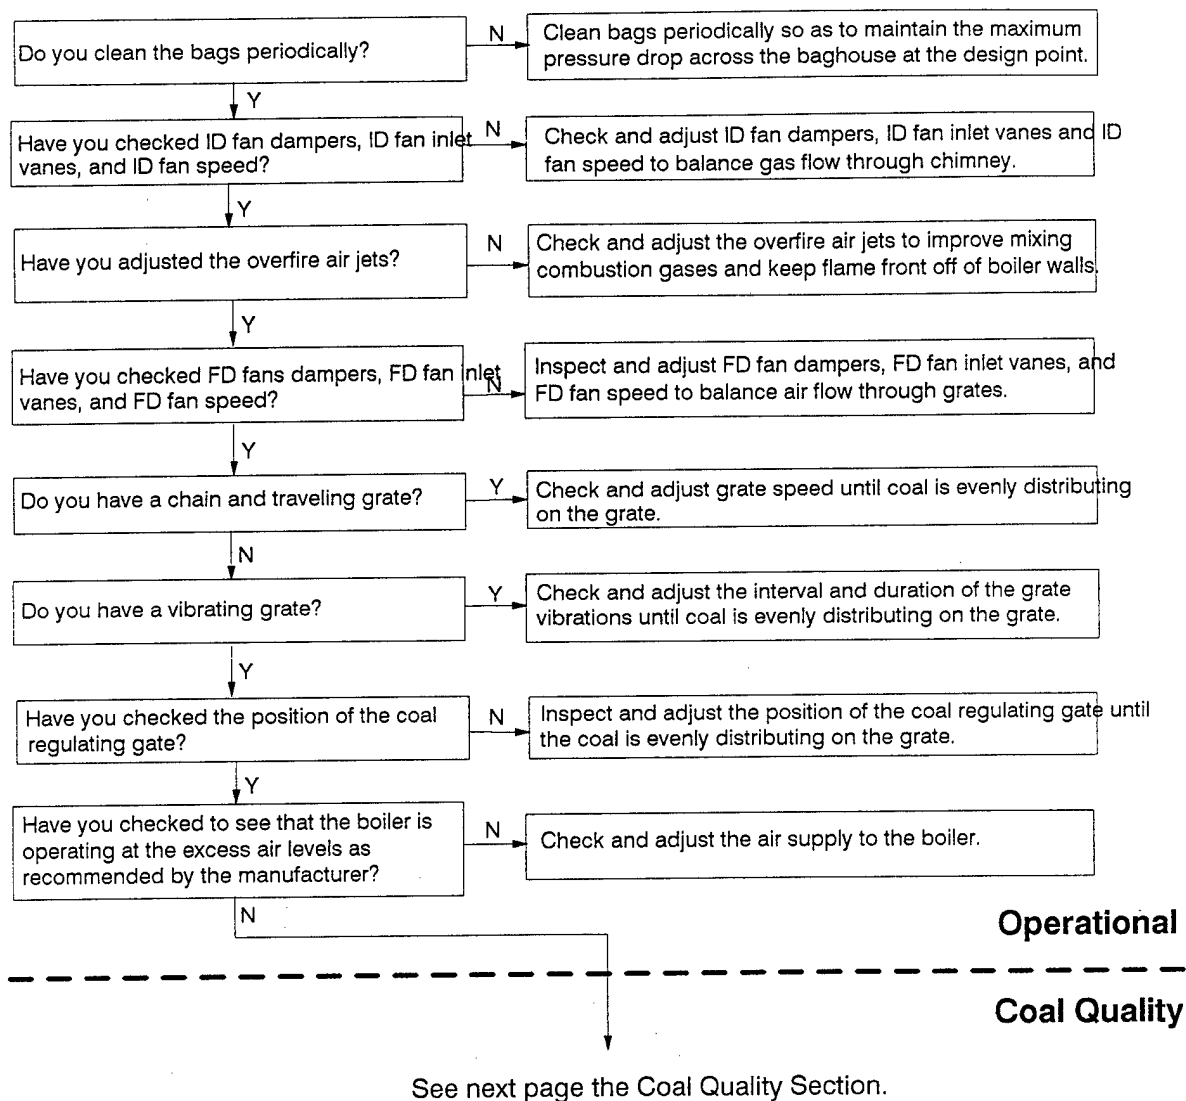 Do you clean the bags periodically?
N
Clean bags periodically so as to maintain the maximum
pressure drop across the baghouse at the design point.
Y
Have you checked ID fan dampers, ID fan inlet
vanes, and ID fan speed?
N
Check and adjust ID fan dampers, ID fan inlet vanes and ID
fan speed to balance gas flow through chimney.
Y
Have you adjusted the overfire air jets?
N
Check and adjust the overfire air jets to improve mixing
combustion gases and keep flame front off of boiler walls.
Y
Have you checked FD fans dampers, FD fan inlet
vanes, and FD fan speed?
N
Inspect and adjust FD fan dampers, FD fan inlet vanes, and
FD fan speed to balance air flow through grates.
Y
Do you have a chain and traveling grate?
Y
Check and adjust grate speed until coal is evenly distributing
on the grate.
N
Do you have a vibrating grate?
Y
Check and adjust the interval and duration of the grate
vibrations until coal is evenly distributing on the grate.
Y
Have you checked the position of the coal
regulating gate?
N
Inspect and adjust the position of the coal regulating gate until
the coal is evenly distributing on the grate.
Y
Have you checked to see that the boiler is
operating at the excess air levels as
recommended by the manufacturer?
N
Check and adjust the air supply to the boiler.
N
Operational
Coal Quality
See next page the Coal Quality Section.